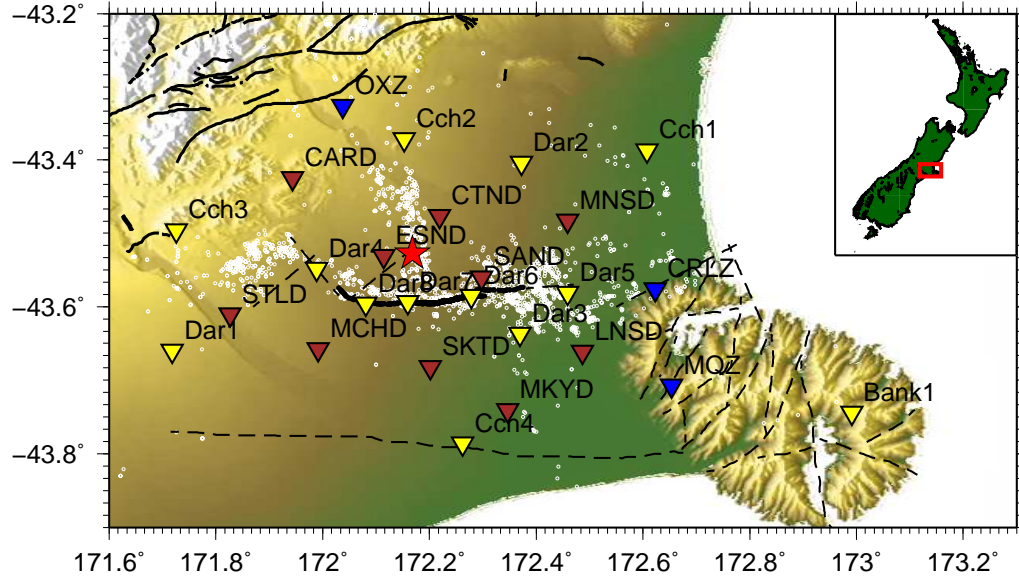 −43.2˚
OXZ
Cch2
Dar2
Cch1
−43.4˚
CARD
CTND
MNSD
Cch3
ESND
Dar4
SAND
CRLZ
Dar5
Dar6
Dar7
Dar8
STLD
−43.6˚
Dar1
MCHD
Dar3
LNSD
SKTD
MQZ
MKYD
Bank1
Cch4
−43.8˚
171.6˚ 171.8˚ 172˚ 172.2˚ 172.4˚ 172.6˚ 172.8˚ 173˚ 173.2˚